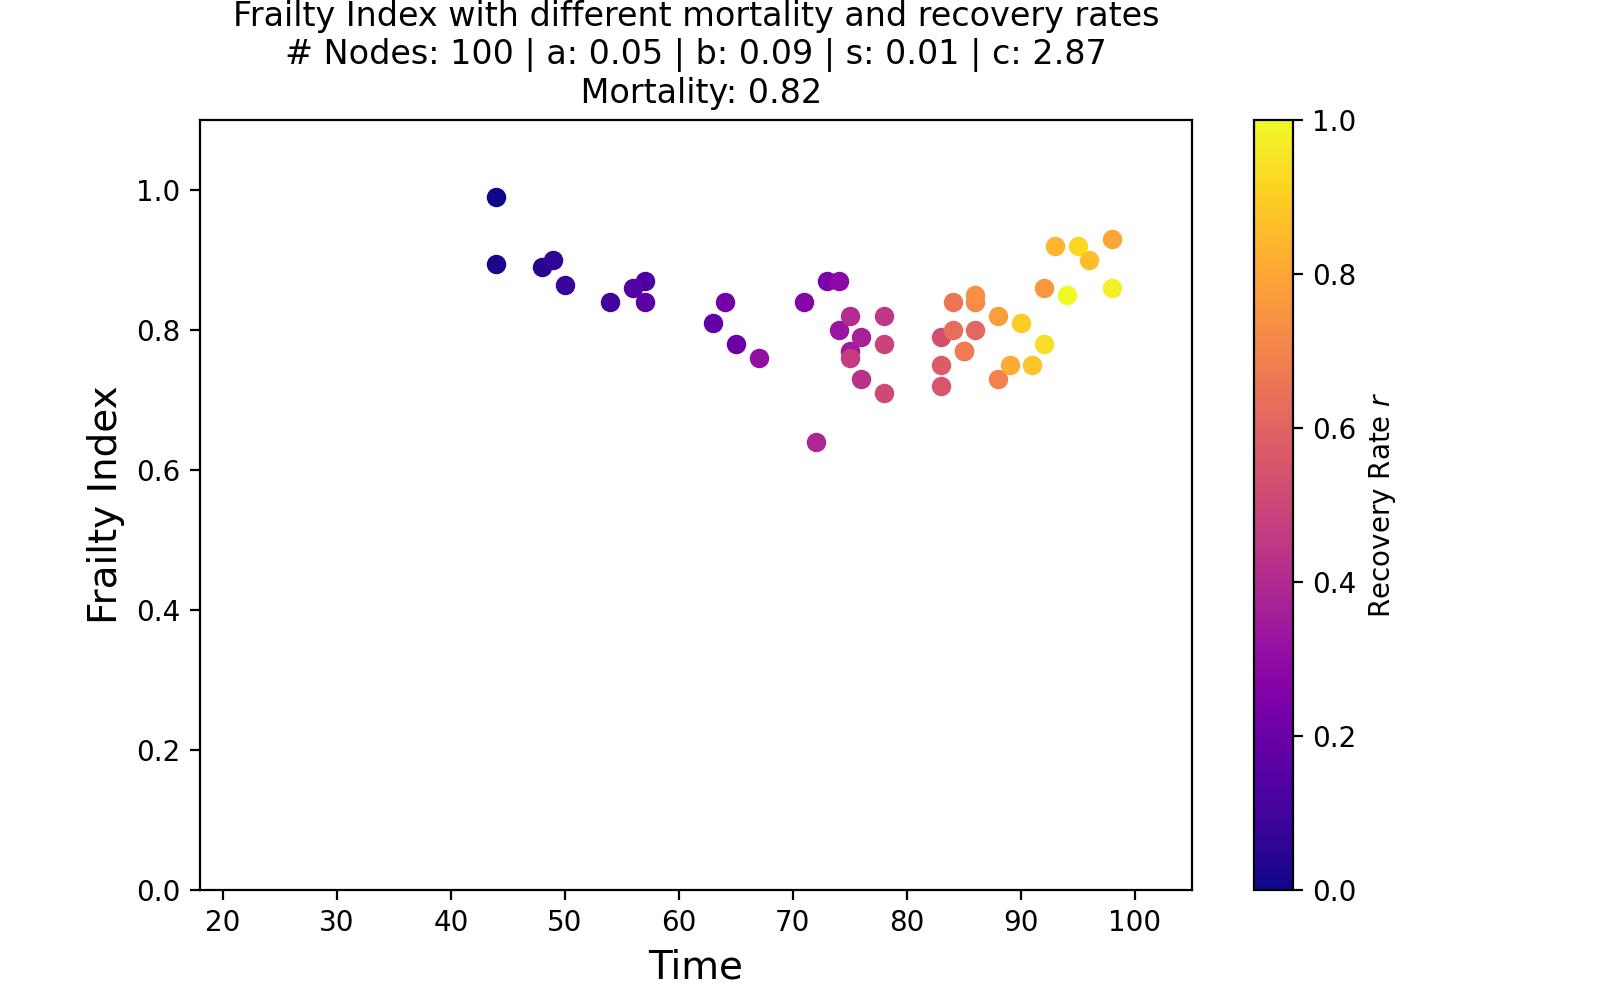 Frailty Index with different mortality and recovery rates
# Nodes: 100 | a: 0.05 | b: 0.09 | s: 0.01 | c: 2.87
Mortality: 0.82
Frailty Index
1.0
0.8
0.6
0.4
0.2
0.0
20 30 40 50 60 70 80 90 100
Time
1.0
0.8
0.6
0.4
0.2
0.0
Recovery Rate r